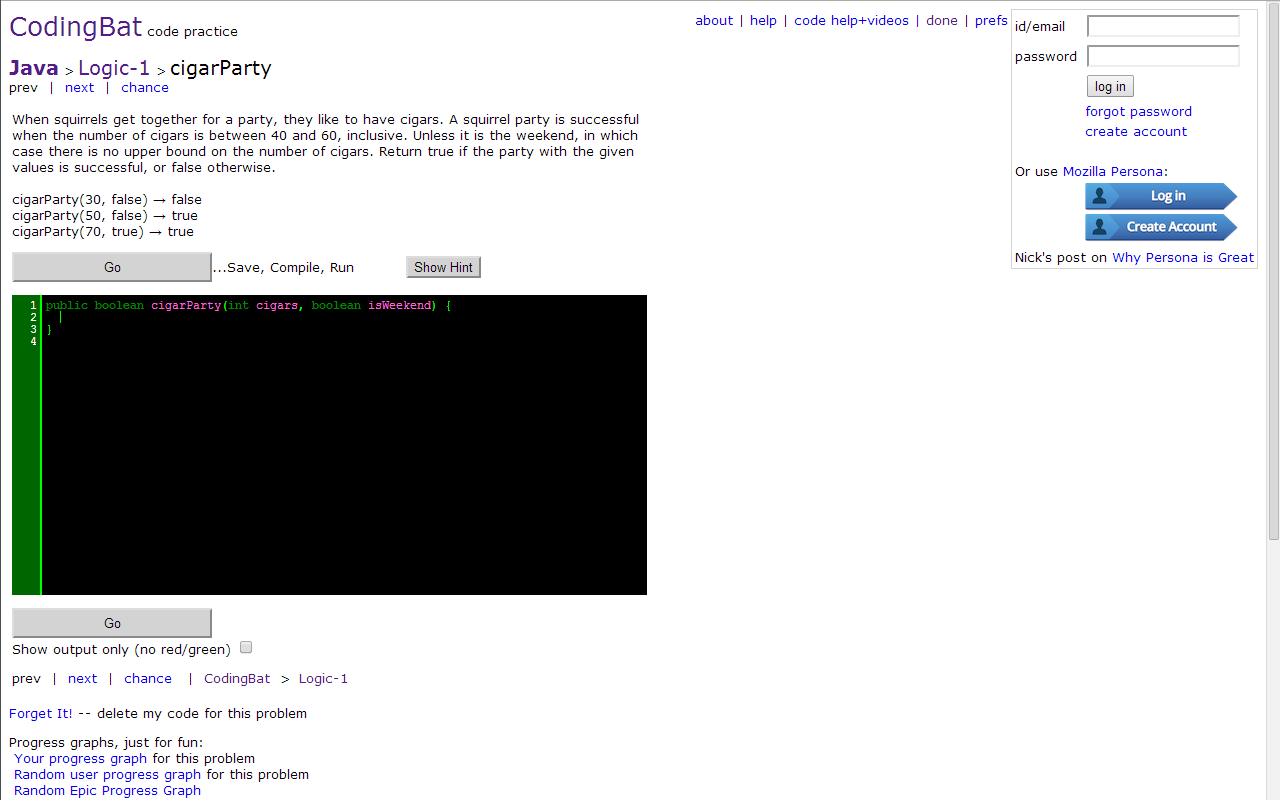 CodingBat code practice
about | help | code help+videos | done | prefs
id/email
password
log in
forgot password
create account
Or use Mozilla Persona:
Log in
Create Account
Nick's post on Why Persona is Great
Java > Logic-1 > cigarParty
prev | next | chance
When squirrels get together for a party, they like to have cigars. A squirrel party is successful
when the number of cigars is between 40 and 60, inclusive. Unless it is the weekend, in which
case there is no upper bound on the number of cigars. Return true if the party with the given
values is successful, or false otherwise.
cigarParty(30, false) → false
cigarParty(50, false) → true
cigarParty(70, true) → true
Go ...Save, Compile, Run Show Hint
1 public boolean cigarParty(int cigars, boolean isWeekend) {
2
3 }
4
Go
Show output only (no red/green)
prev | next | chance | CodingBat > Logic-1
Forget It! -- delete my code for this problem
Progress graphs, just for fun:
Your progress graph for this problem
Random user progress graph for this problem
Random Epic Progress Graph